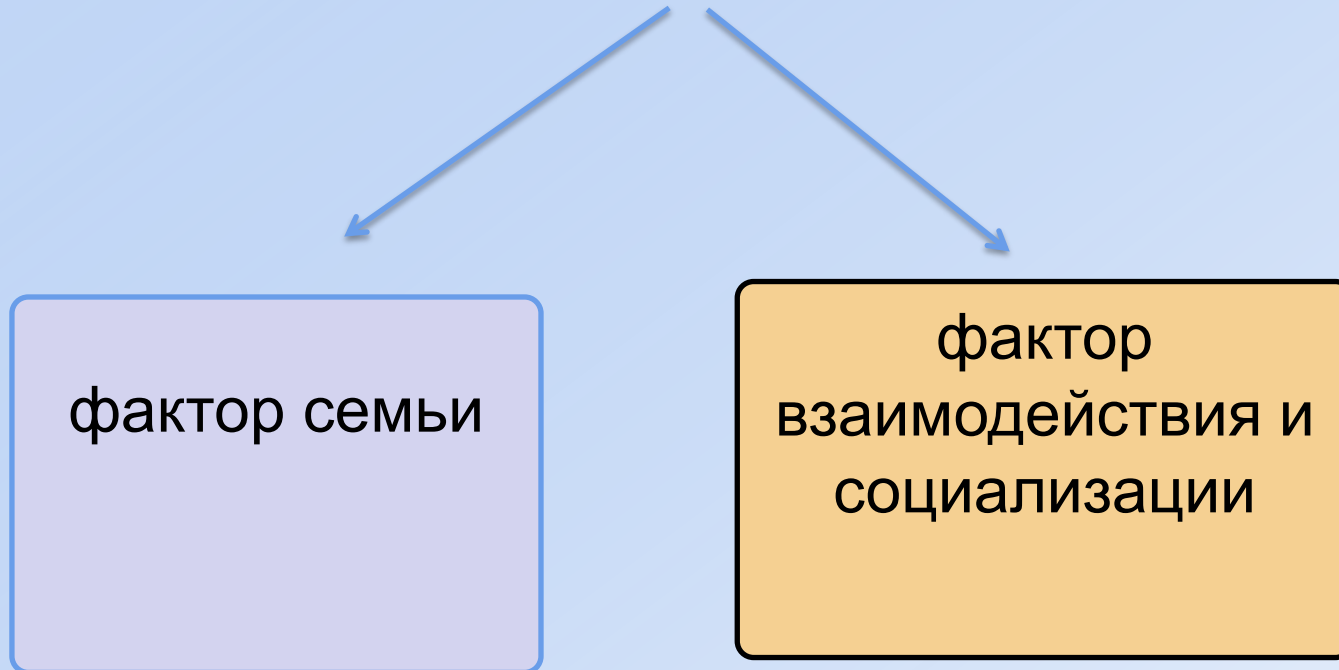 фактор семьи
фактор
взаимодействия и
социализации